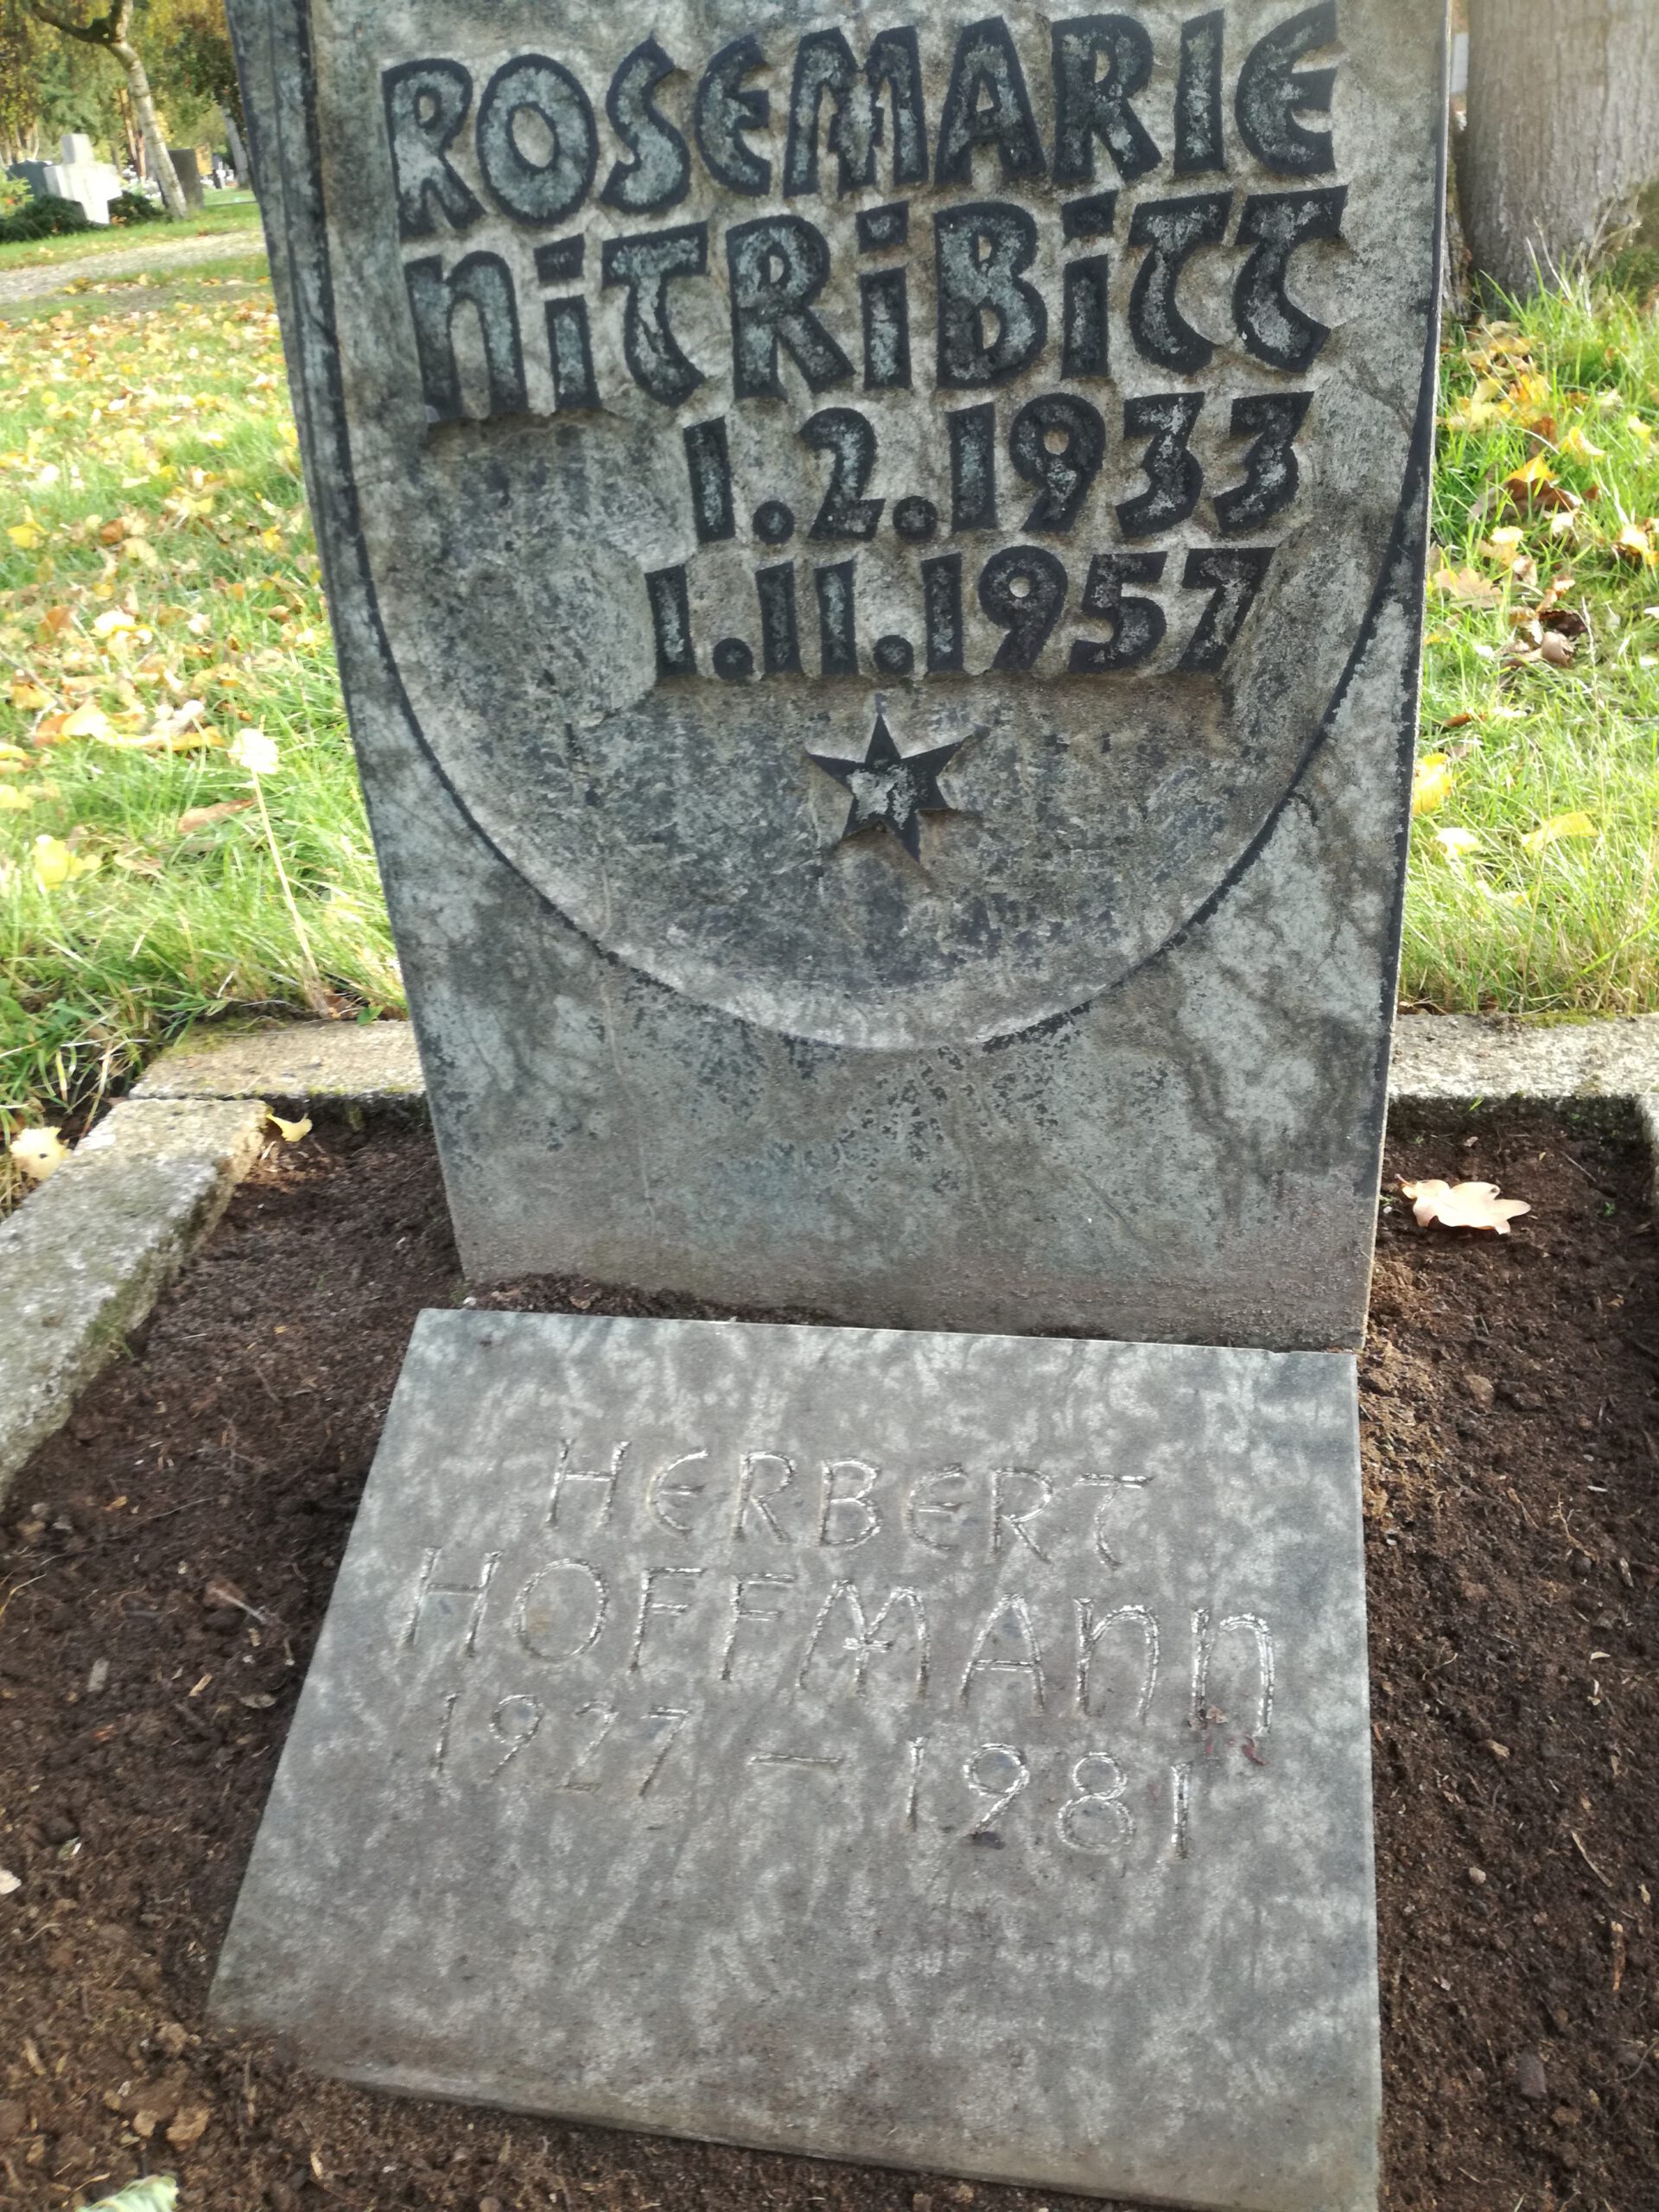 ROSEMARIE
NiTRiBiTT
1.2.1933
1.11.1957
HERBERT
HOFFMANN
1927 – 1981